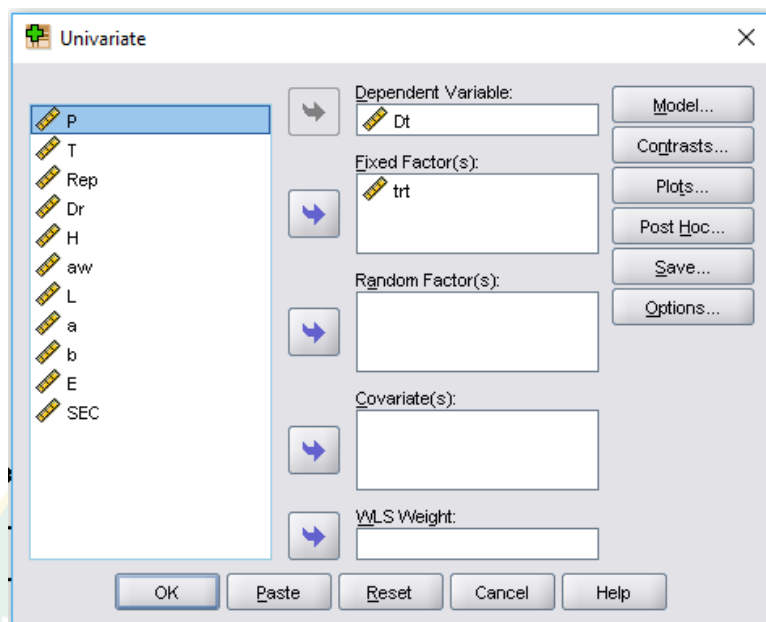 Univariate
P
T
Rep
Dr
H
aw
L
a
b
E
SEC
Dependent Variable:
Dt
Fixed Factor(s):
trt
Random Factor(s):
Covariate(s):
WLS Weight:
Model...
Contrasts...
Plots...
Post Hoc...
Save...
Options...
OK
Paste
Reset
Cancel
Help